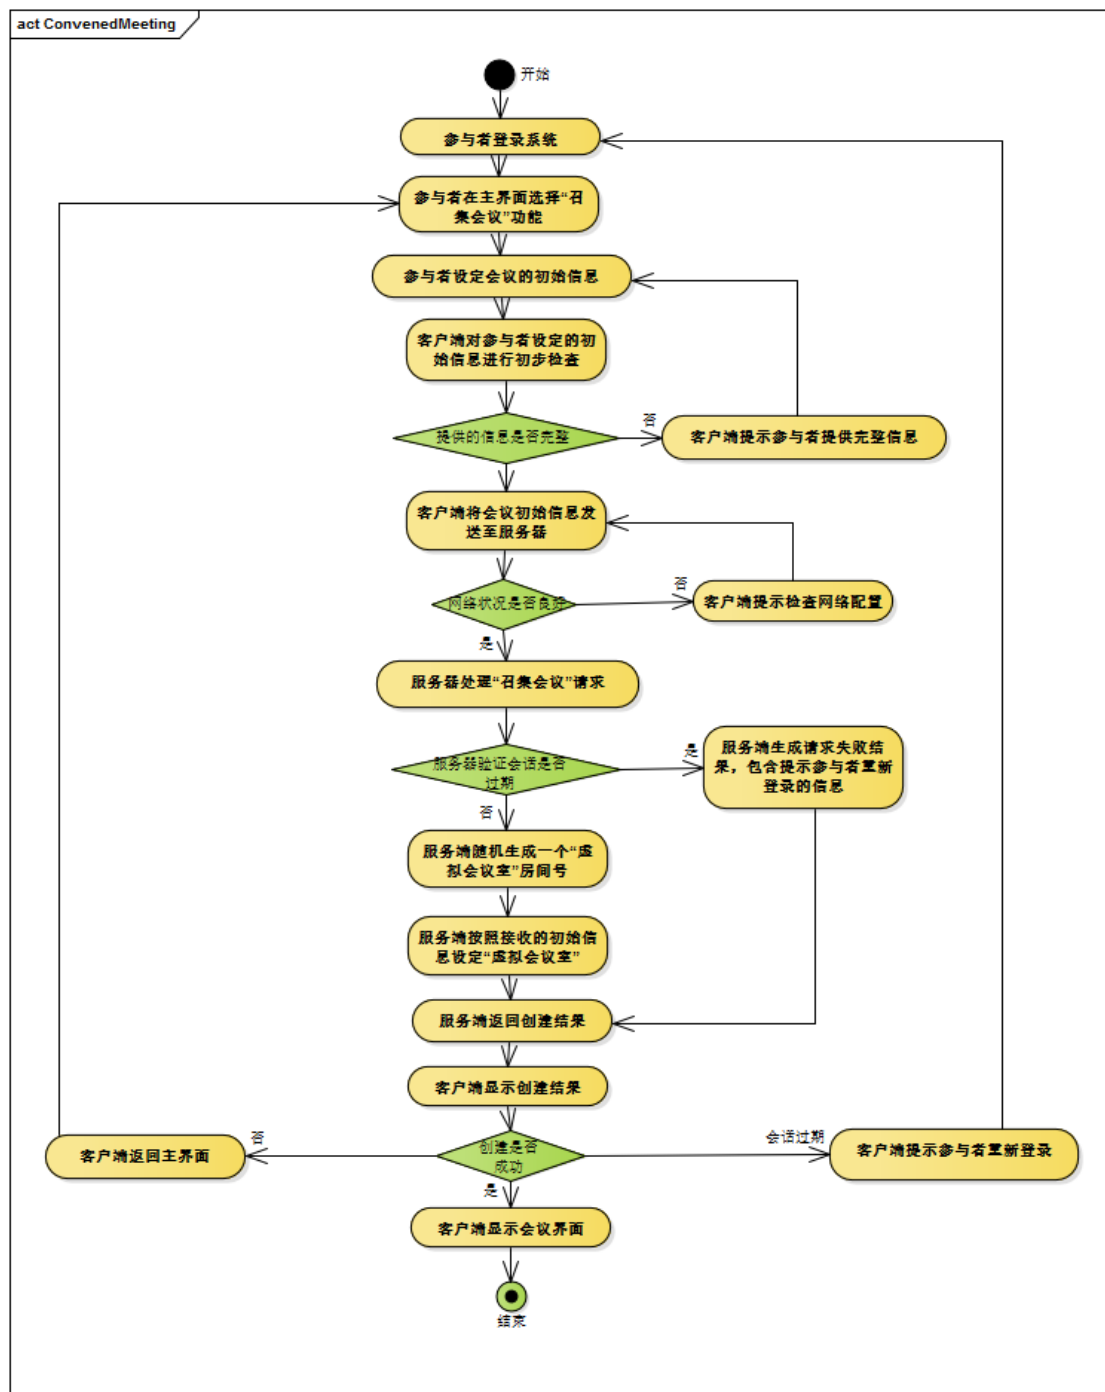 act ConvenedMeeting
开始
参与者登录系统
参与者在主界面选择“召
集会议”功能
参与者设定会议的初始信息
客户端对参与者设定的初
始信息进行初步检查
提供的信息是否完整
否
客户端提示参与者提供完整信息
客户端将会议初始信息发
送至服务器
网络状况是否良好
否
客户端提示检查网络配置
是
服务器处理“召集会议”请求
服务器验证会话是否
过期
是
服务端生成请求失败结
果，包含提示参与者重新
登录的信息
否
服务端随机生成一个“虚
拟会议室”房间号
服务端按照接收的初始信
息设定“虚拟会议室”
服务端返回创建结果
客户端显示创建结果
创建是否
成功
否
客户端返回主界面
会话过期
客户端提示参与者重新登录
是
客户端显示会议界面
结束